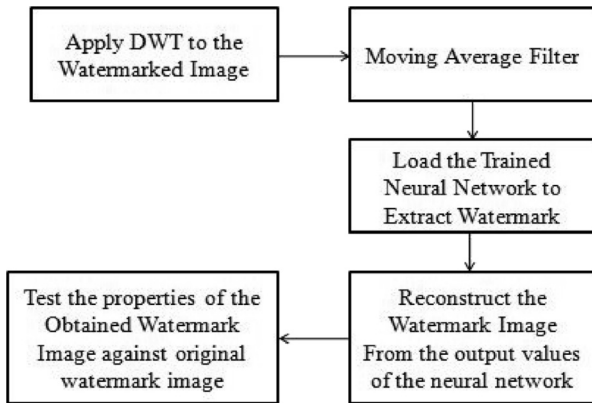 Apply DWT to the
Watermarked Image
Moving Average Filter
Load the Trained
Neural Network to
Extract Watermark
Reconstruct the
Watermark Image
From the output values
of the neural network
Test the properties of the
Obtained Watermark
Image against original
watermark image